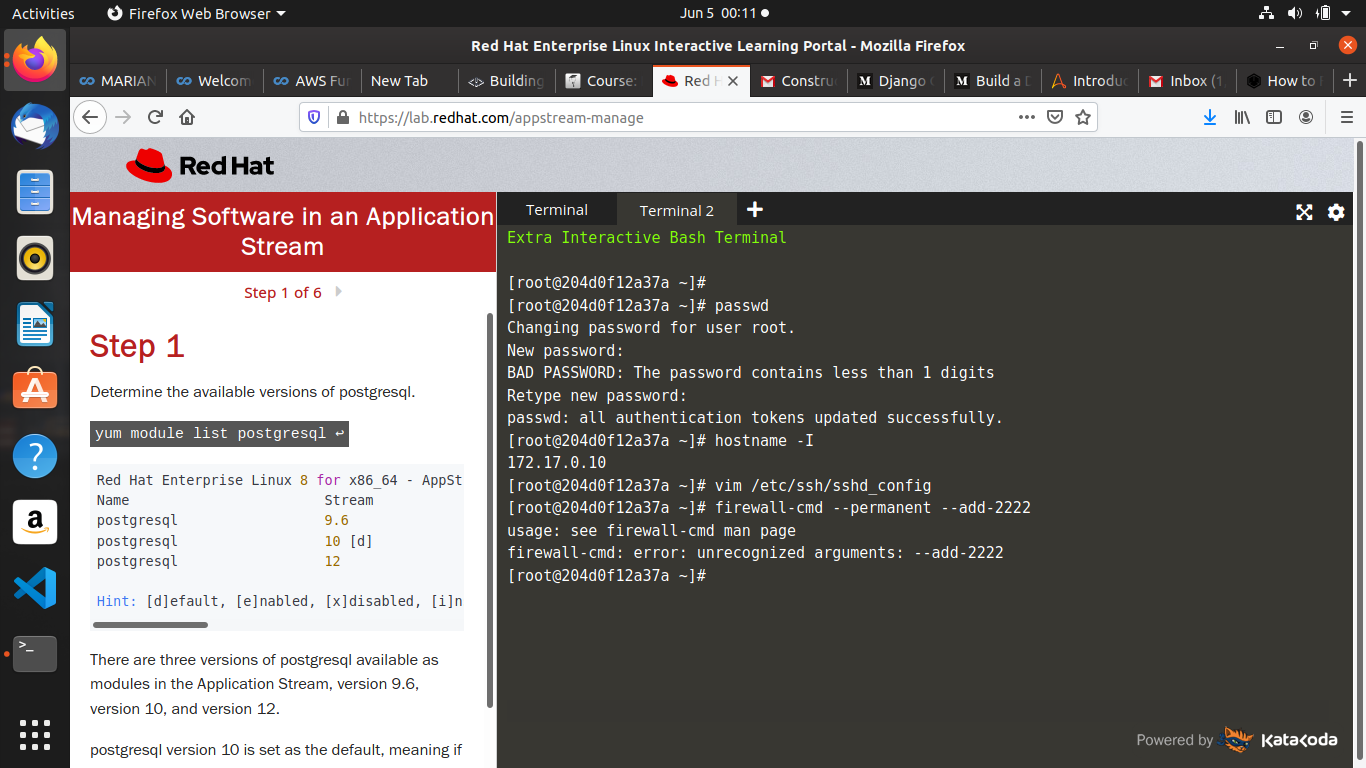 Activities
Firefox Web Browser
Jun 5 00:11
Red Hat Enterprise Linux Interactive Learning Portal - Mozilla Firefox
MARIAN
Welcom
AWS Fun
New Tab
Building
Course:
Red H
Constru
Django
Build a D
Introduc
Inbox (1
How to
https://lab.redhat.com/appstream-manage
Red Hat
Managing Software in an Application
Stream
Step 1 of 6
Step 1
Determine the available versions of postgresql.
yum module list postgresql ↩
Red Hat Enterprise Linux 8 for x86_64 - AppSt
Name Stream
postgresql 9.6
postgresql 10 [d]
postgresql 12
Hint: [d]efault, [e]nabled, [x]disabled, [i]n
There are three versions of postgresql available as
modules in the Application Stream, version 9.6,
version 10, and version 12.
postgresql version 10 is set as the default, meaning if
Terminal
Terminal 2
Extra Interactive Bash Terminal
[root@204d0f12a37a ~]#
[root@204d0f12a37a ~]# passwd
Changing password for user root.
New password:
BAD PASSWORD: The password contains less than 1 digits
Retype new password:
passwd: all authentication tokens updated successfully.
[root@204d0f12a37a ~]# hostname -I
172.17.0.10
[root@204d0f12a37a ~]# vim /etc/ssh/sshd_config
[root@204d0f12a37a ~]# firewall-cmd --permanent --add-2222
usage: see firewall-cmd man page
firewall-cmd: error: unrecognized arguments: --add-2222
[root@204d0f12a37a ~]#
Powered by KATACODA